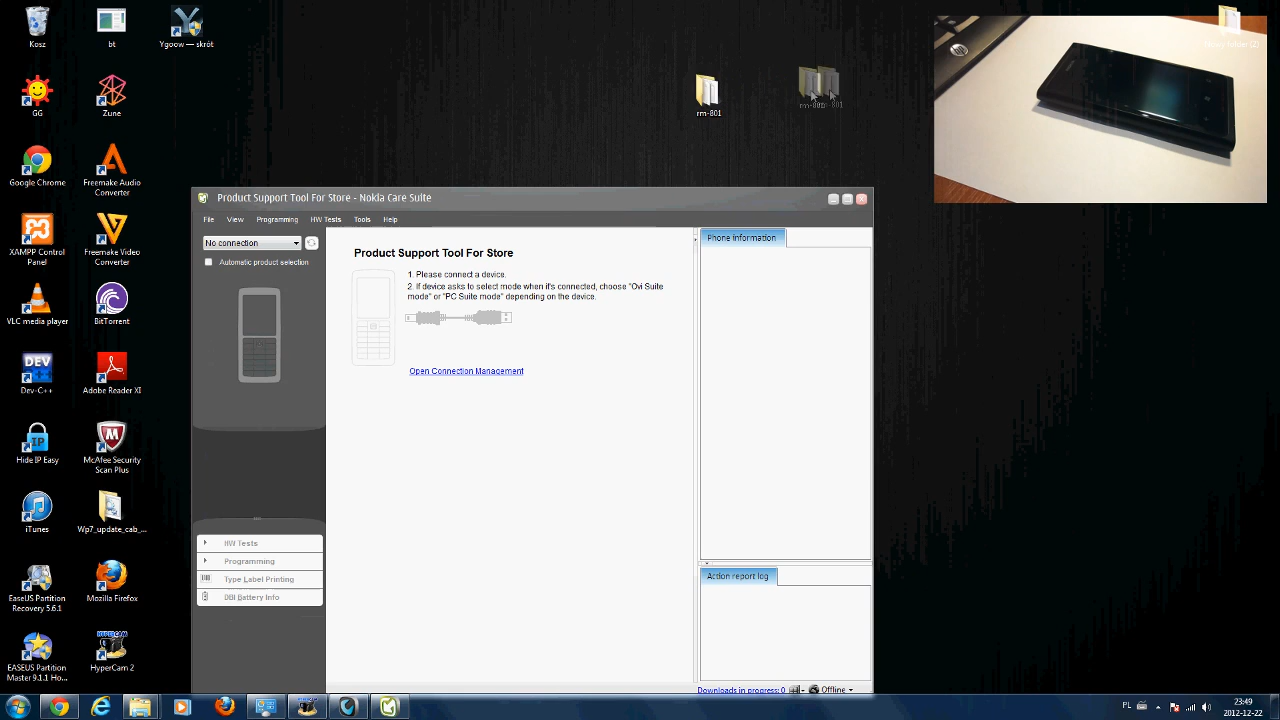 Kosz
bt
Ygoow — skrót
GG
Zune
Google Chrome
Freemake Audio
Converter
XAMPP Control
Panel
Freemake Video
Converter
VLC media player
BitTorrent
DEV
Dev-C++
Adobe Reader XI
IP
Hide IP Easy
McAfee Security
Scan Plus
iTunes
Wp7_update_cab_...
EaseUS Partition
Recovery 5.6.1
Mozilla Firefox
EASEUS Partition
Master 9.1.1 Ho...
HYPERCAM
HyperCam 2
rm-801
Product Support Tool For Store - Nokia Care Suite
File View Programming HW Tests Tools Help
No connection
Automatic product selection
HW Tests
Programming
Type Label Printing
DBI Battery Info
Product Support Tool For Store
1. Please connect a device.
2. If device asks to select mode when it's connected, choose "Ovi Suite
mode" or "PC Suite mode" depending on the device.
Open Connection Management
Phone information
Action report log
Downloads in progress: 0
Offline
PL
23:49
2012-12-22